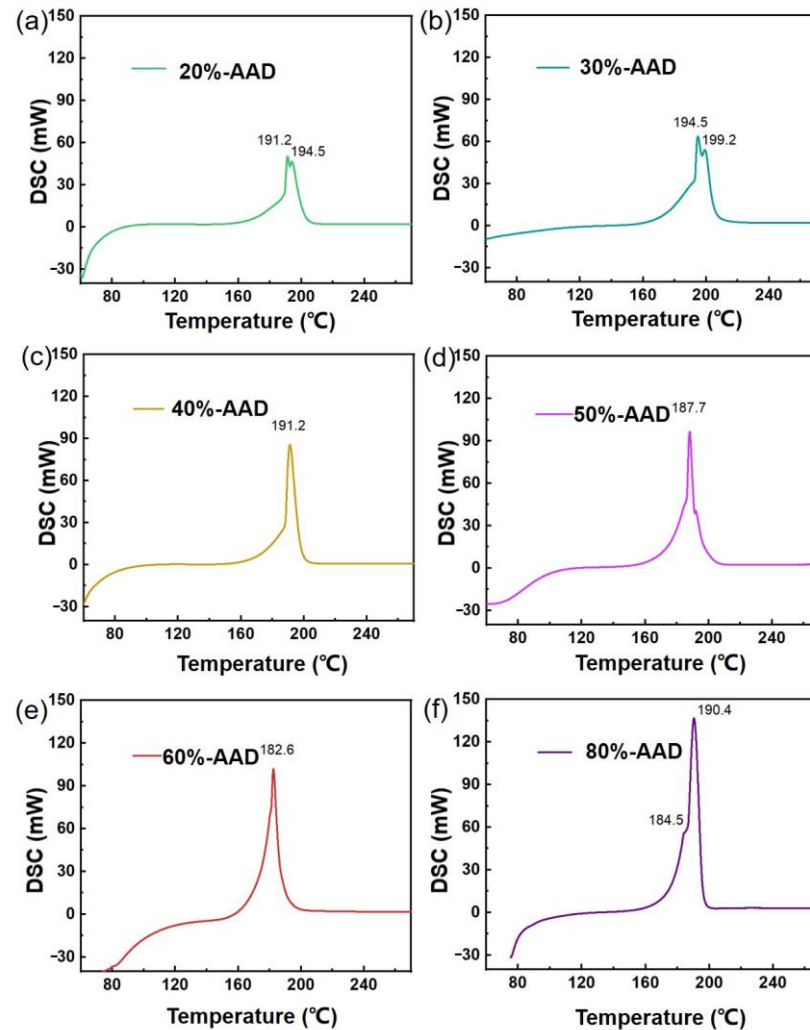 (a)
20%-AAD
191.2
194.5
150
120
90
60
30
0
−30
DSC (mW)
80 120 160 200 240
Temperature (℃)
(b)
30%-AAD
194.5
199.2
150
120
90
60
30
0
−30
DSC (mW)
80 120 160 200 240
Temperature (℃)
(c)
40%-AAD
191.2
150
120
90
60
30
0
−30
DSC (mW)
80 120 160 200 240
Temperature (℃)
(d)
50%-AAD
187.7
150
120
90
60
30
0
−30
DSC (mW)
80 120 160 200 240
Temperature (℃)
(e)
60%-AAD
182.6
150
120
90
60
30
0
−30
DSC (mW)
80 120 160 200 240
Temperature (℃)
(f)
190.4
80%-AAD
184.5
150
120
90
60
30
0
−30
DSC (mW)
80 120 160 200 240
Temperature (℃)